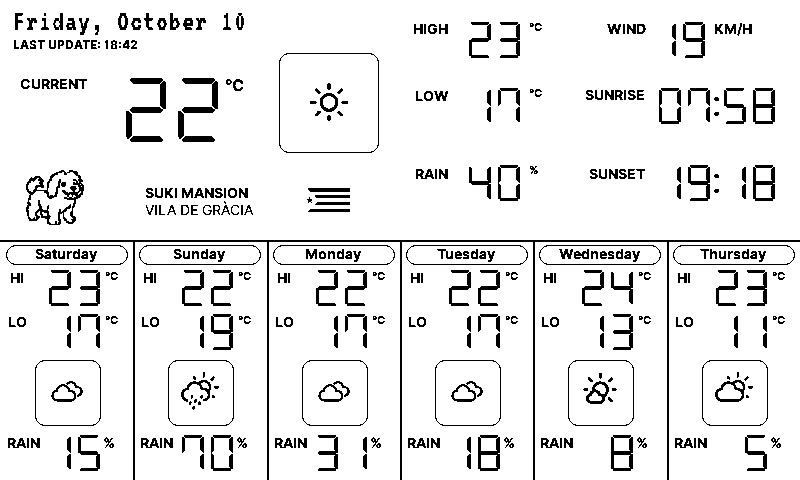 Friday, October 10
LAST UPDATE: 18:42
CURRENT 22 °C
HIGH 23 °C
LOW 17 °C
RAIN 40 %
WIND 19 KM/H
SUNRISE 07:58
SUNSET 19:18
SUKI MANSION
VILA DE GRÀCIA
Saturday
HI 23 °C
LO 17 °C
RAIN 15 %
Sunday
HI 22 °C
LO 19 °C
RAIN 70 %
Monday
HI 22 °C
LO 17 °C
RAIN 31 %
Tuesday
HI 22 °C
LO 17 °C
RAIN 18 %
Wednesday
HI 24 °C
LO 13 °C
RAIN 8 %
Thursday
HI 23 °C
LO 11 °C
RAIN 5 %